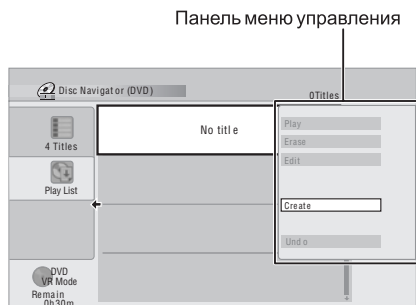 Панель меню управления
Disc Navigator (DVD)
0Titles
4 Titles
No title
Play
Erase
Edit
Play List
Create
Undo
DVD
VR Mode
Remain
0h30m